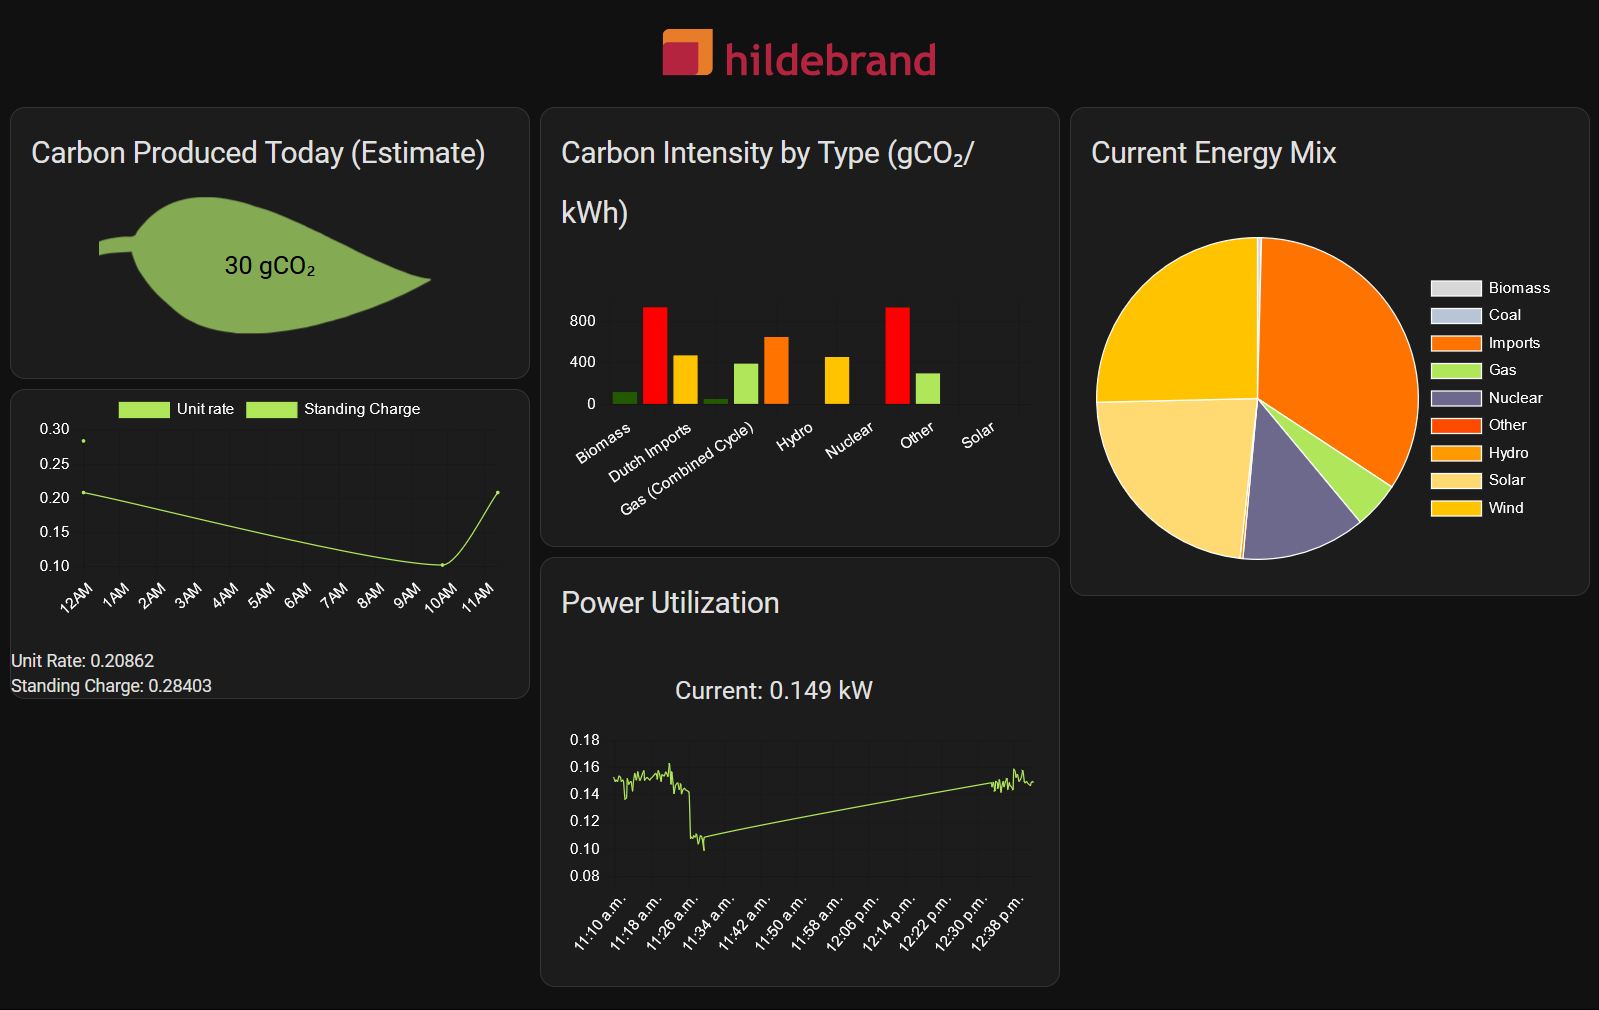 hildebrand
Carbon Produced Today (Estimate)
30 gCO₂
Unit rate
Standing Charge
0.30
0.25
0.20
0.15
0.10
12AM
1AM
2AM
3AM
4AM
5AM
6AM
7AM
8AM
9AM
10AM
11AM
Unit Rate: 0.20862
Standing Charge: 0.28403
Carbon Intensity by Type (gCO₂/
kWh)
800
400
0
Biomass
Dutch Imports
Gas (Combined Cycle)
Hydro
Nuclear
Other
Solar
Power Utilization
Current: 0.149 kW
0.18
0.16
0.14
0.12
0.10
0.08
11:10 a.m.
11:18 a.m.
11:26 a.m.
11:34 a.m.
11:42 a.m.
11:50 a.m.
11:58 a.m.
12:06 p.m.
12:14 p.m.
12:22 p.m.
12:30 p.m.
12:38 p.m.
Current Energy Mix
Biomass
Coal
Imports
Gas
Nuclear
Other
Hydro
Solar
Wind